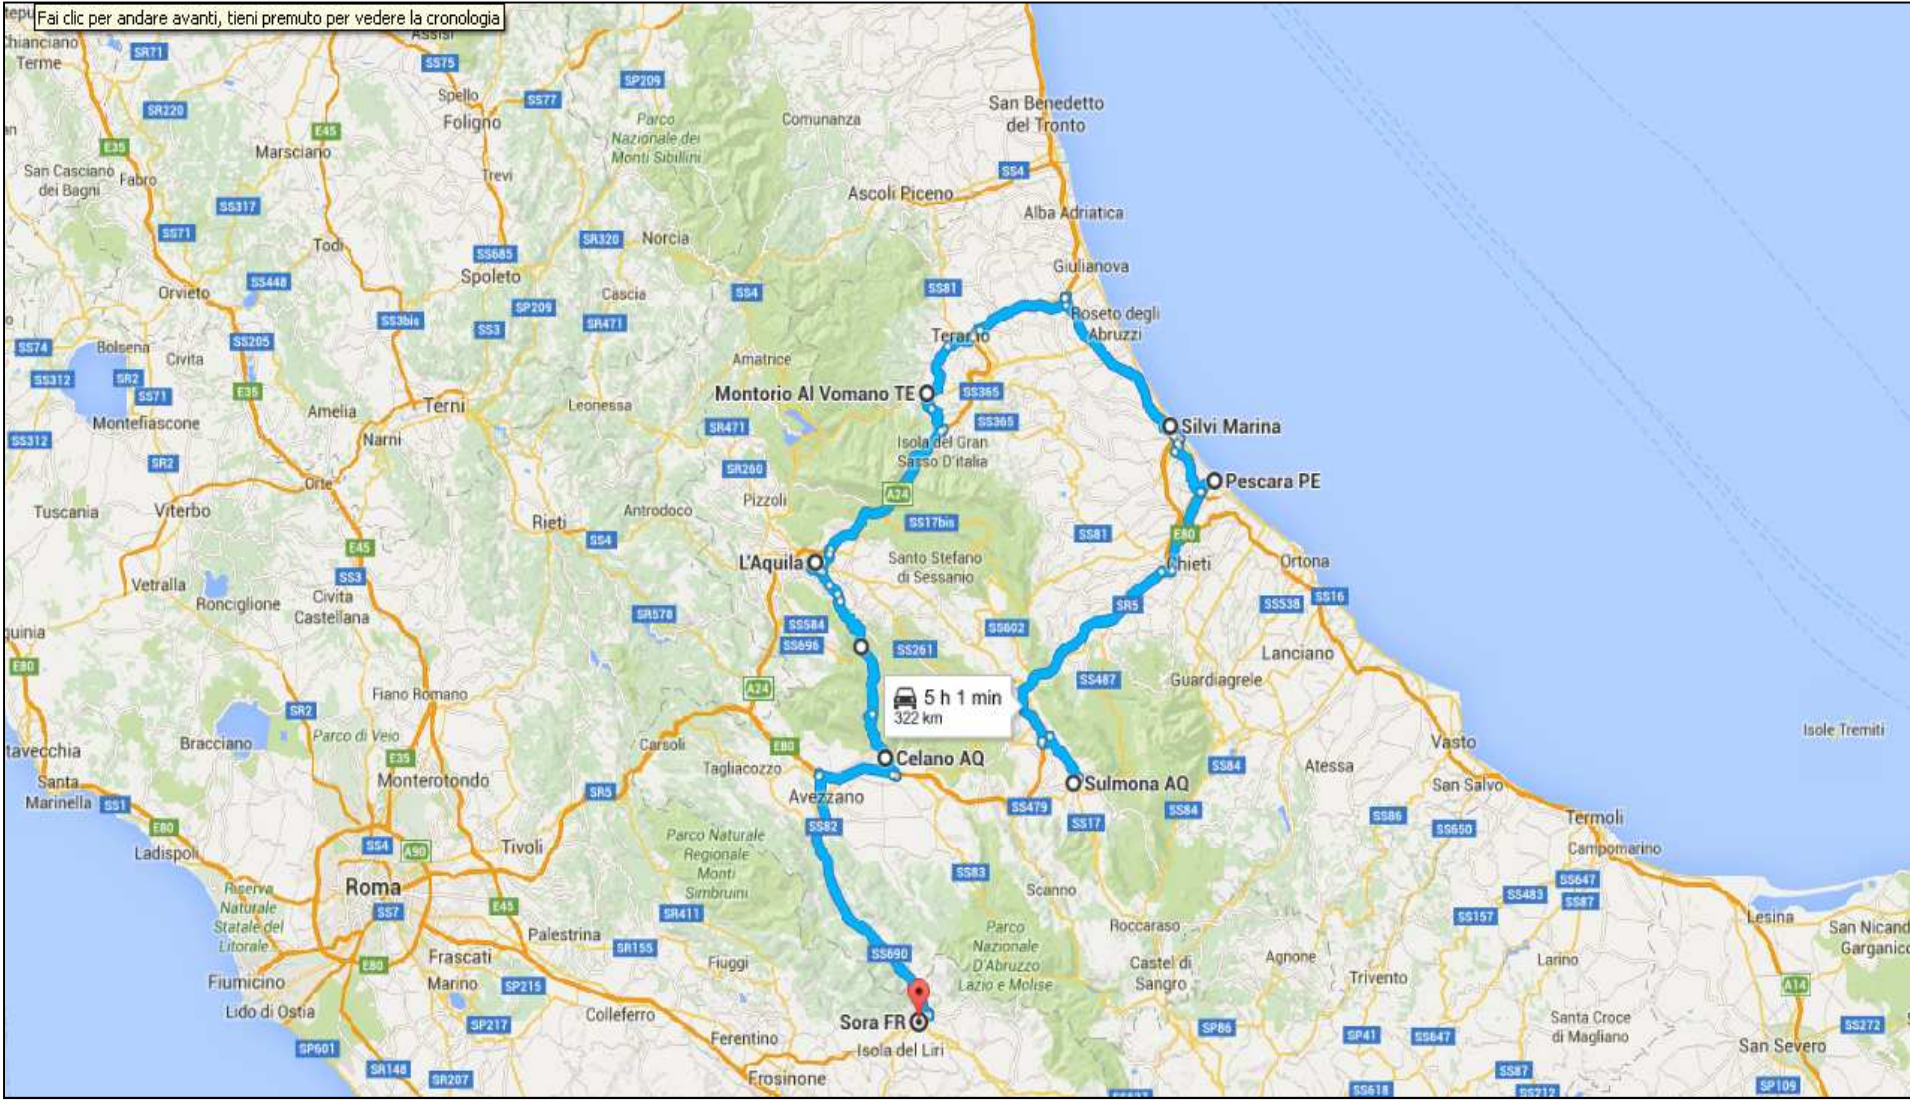 Fai clic per andare avanti, tieni premuto per vedere la cronologia
Assisi
Chianciano
Terme
SR71
SS75
SP209
Spello
SS77
Foligno
San Benedetto
del Tronto
SR220
Parco
Nazionale dei
Monti Sibillini
Comunanza
E45
E35
Marsciano
San Casciano
dei Bagni
Fabro
Trevi
SS4
Ascoli Piceno
SS317
Alba Adriatica
SS71
Todi
SR320
Norcia
SS685
Spoleto
Giulianova
Orvieto
SS448
Cascia
SS4
SS81
SP209
SS3bis
SS3
SR471
Roseto degli
Abruzzi
Teramo
SS74
Bolsena
SS205
Civita
Amatrice
SS312
SR2
SS71
E35
Montorio Al Vomano TE
SS365
Amelia
Terni
Leonessa
Montefiascone
SS365
SR471
Silvi Marina
SS312
Narni
Isola del Gran
Sasso D'italia
SR2
SR260
Orte
Pescara PE
Pizzoli
A24
Tuscania
Viterbo
Rieti
Antrodoco
SS17bis
SS4
SS81
E80
E45
L'Aquila
Santo Stefano
di Sessanio
Chieti
Ortona
SS3
Vetralla
Ronciglione
Civita
Castellana
SR578
SS584
SR5
SS538
SS16
SS602
SS696
SS261
Lanciano
E80
SS487
Guardiagrele
A24
Fiano Romano
5 h 1 min
322 km
SR2
Isole Tremiti
Parco di Veio
Bracciano
Carsoli
E80
Vasto
tavecchia
E35
Celano AQ
Tagliacozzo
SS84
Atessa
Santa
Marinella
Monterotondo
Sulmona AQ
San Salvo
SS1
SR5
Avezzano
SS479
SS84
SS17
SS86
Termoli
E80
SS82
SS650
Ladispoli
SS4
A90
Tivoli
Parco Naturale
Regionale
Monti
Simbruini
Campomarino
Roma
SS83
Scanno
SS647
Riserva
Naturale
Statale del
Litorale
SS7
E45
SR411
SS483
SS87
SS157
Lesina
Palestrina
SR155
Parco
Nazionale
D'Abruzzo
Lazio e Molise
Roccaraso
San Nicand
Garganico
E80
Frascati
Fiuggi
SS690
Castel di
Sangro
Agnone
Larino
Fiumicino
Marino
SP215
Trivento
A14
Lido di Ostia
Colleferro
Sora FR
SP217
Ferentino
SP86
SP41
SS647
Santa Croce
di Magliano
SS272
SP601
Isola del Liri
San Severo
SR148
SR207
Frosinone
SS87
SS618
SS212
SP109